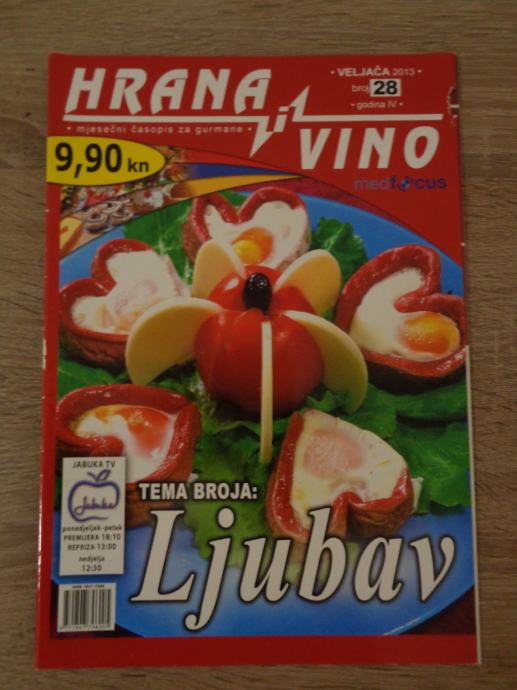 HRANA
i
VINO
• mjesečni časopis za gurmane •
• VELJAČA 2013 •
broj 28
• godina IV •
9,90 kn
medfocus
JABUKA TV
Jabuka
ponedjeljak-petak
PREMIJERA 18:10
REPRIZA 13:00
nedjelja
12:30
TEMA BROJA:
Ljubav